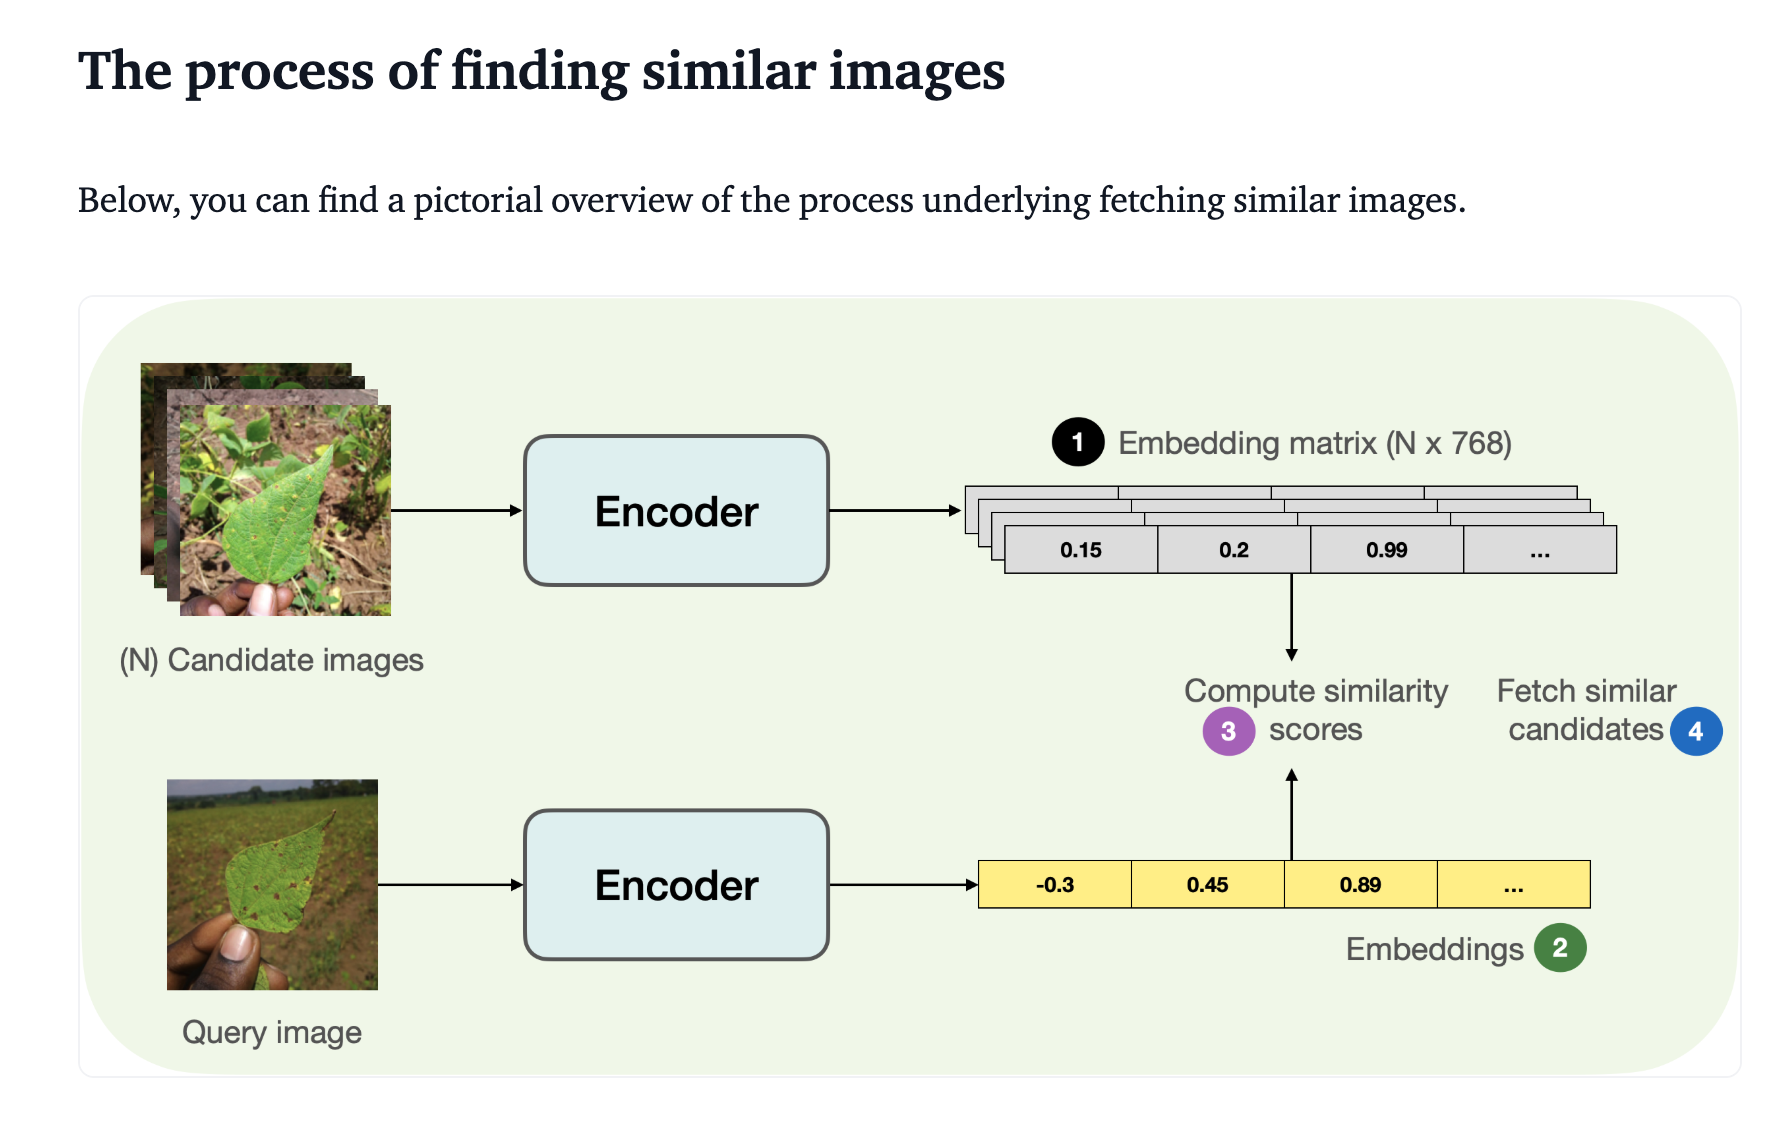 The process of finding similar images
Below, you can find a pictorial overview of the process underlying fetching similar images.
1 Embedding matrix (N x 768)
Encoder
0.15 0.2 0.99 ...
(N) Candidate images
Compute similarity
3 scores
Fetch similar
candidates 4
Encoder
-0.3 0.45 0.89 ...
Embeddings 2
Query image